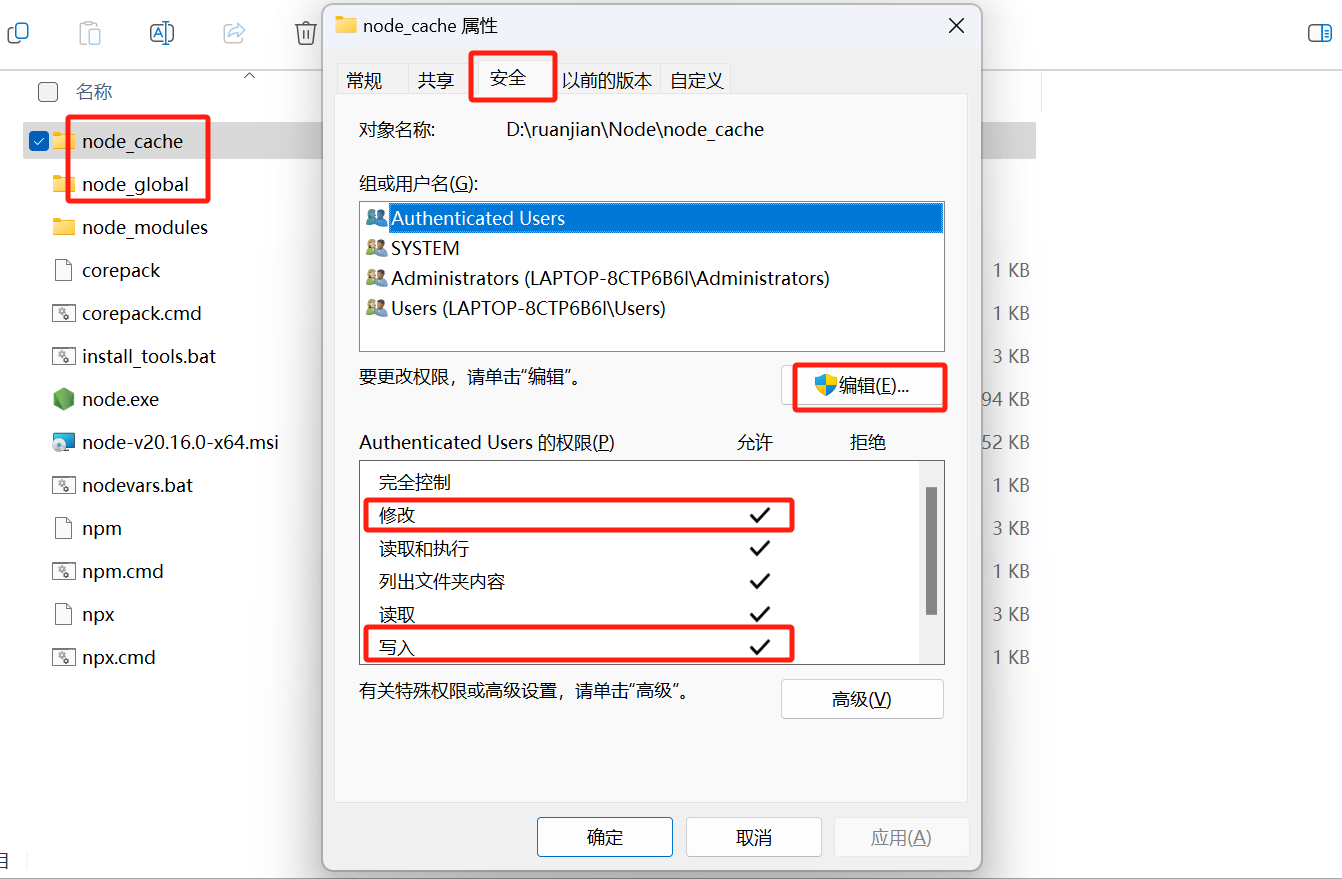 node_cache 属性
常规
共享
安全
以前的版本
自定义
名称
node_cache
node_global
node_modules
corepack
1 KB
corepack.cmd
1 KB
install_tools.bat
3 KB
node.exe
94 KB
node-v20.16.0-x64.msi
52 KB
nodevars.bat
1 KB
npm
3 KB
npm.cmd
1 KB
npx
3 KB
npx.cmd
1 KB
对象名称:
D:\ruanjian\Node\node_cache
组或用户名(G):
Authenticated Users
SYSTEM
Administrators (LAPTOP-8CTP6B6I\Administrators)
Users (LAPTOP-8CTP6B6I\Users)
要更改权限，请单击“编辑”。
编辑(E)...
Authenticated Users 的权限(P)
允许
拒绝
完全控制
修改
读取和执行
列出文件夹内容
读取
写入
有关特殊权限或高级设置，请单击“高级”。
高级(V)
确定
取消
应用(A)
目